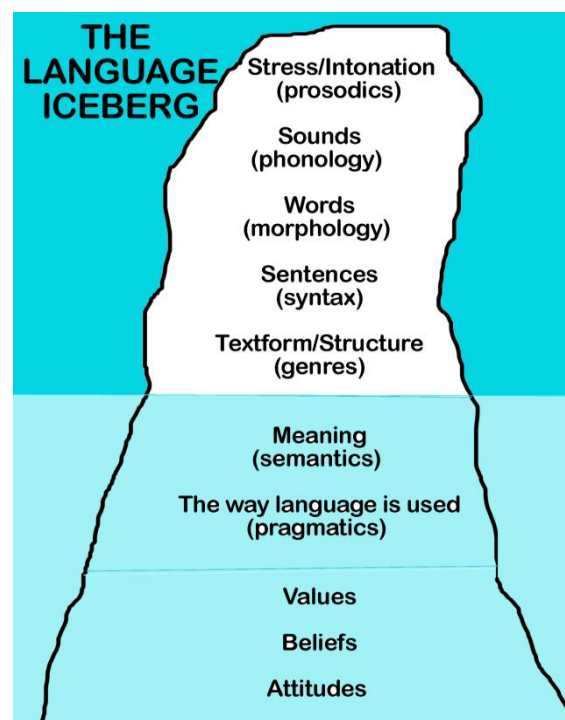 THE
LANGUAGE
ICEBERG
Stress/Intonation
(prosodics)
Sounds
(phonology)
Words
(morphology)
Sentences
(syntax)
Textform/Structure
(genres)
Meaning
(semantics)
The way language is used
(pragmatics)
Values
Beliefs
Attitudes